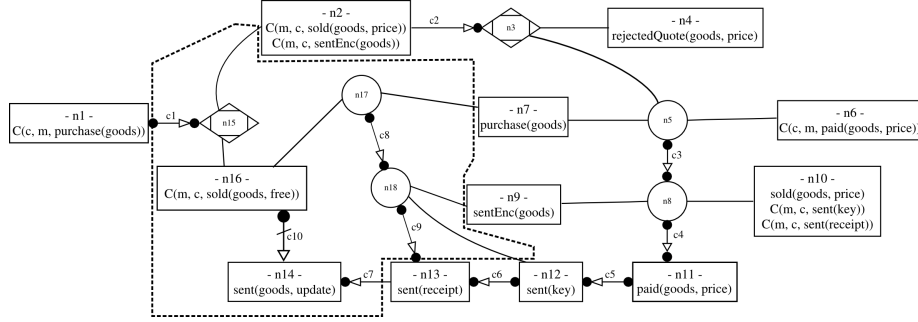 - n2 -
C(m, c, sold(goods, price))
C(m, c, sentEnc(goods))
c2
n3
- n4 -
rejectedQuote(goods, price)
- n1 -
C(c, m, purchase(goods))
c1
n15
n17
- n7 -
purchase(goods)
n5
- n6 -
C(c, m, paid(goods, price))
c8
c3
- n16 -
C(m, c, sold(goods, free))
n18
- n9 -
sentEnc(goods)
n8
- n10 -
sold(goods, price)
C(m, c, sent(key))
C(m, c, sent(receipt))
c10
c9
c4
- n14 -
sent(goods, update)
c7
- n13 -
sent(receipt)
c6
- n12 -
sent(key)
c5
- n11 -
paid(goods, price)